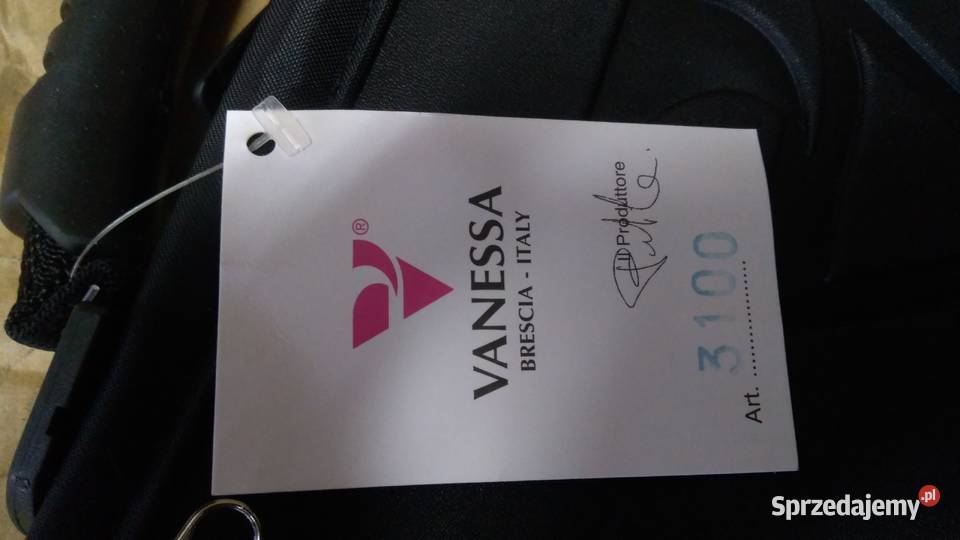 ®
VANESSA
BRESCIA - ITALY
Il Produttore
3100
Art. ................
Sprzedajemy.pl